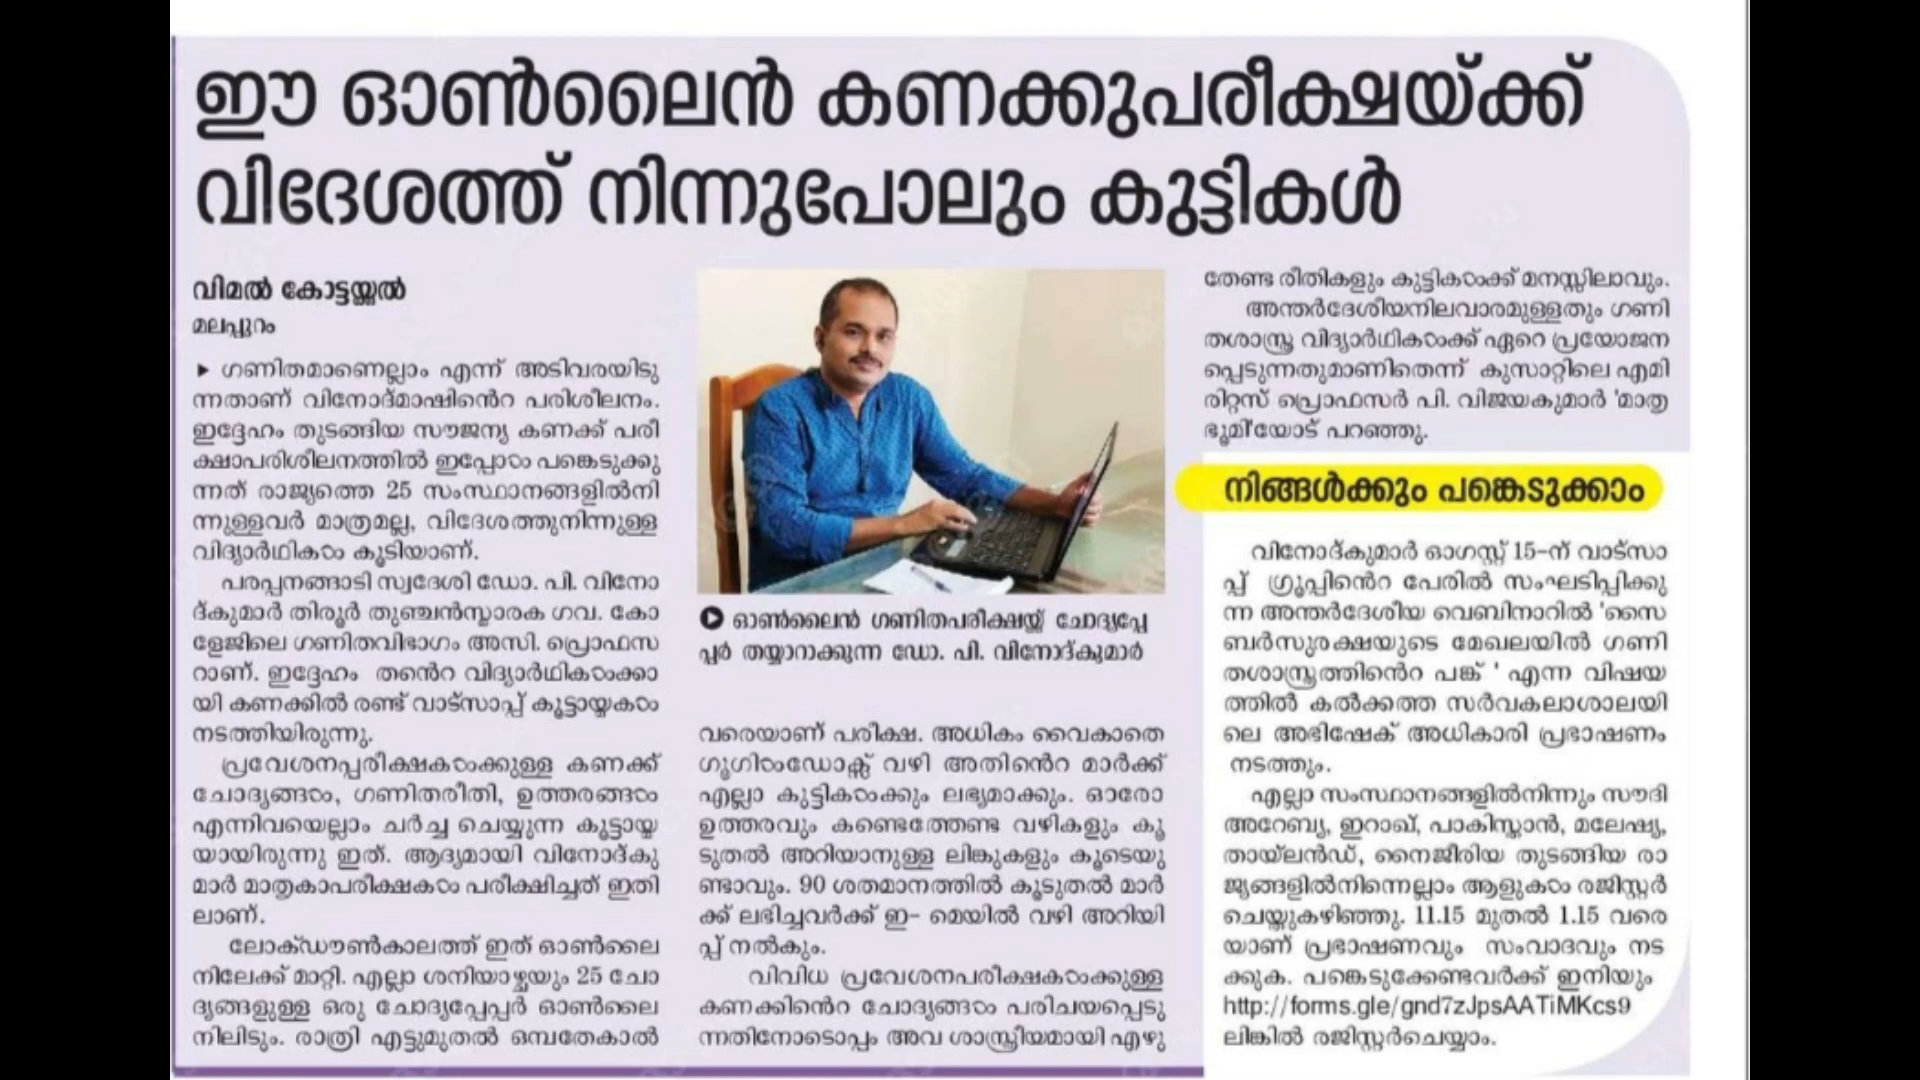 ഈ ഓൺലൈൻ കണക്കുപരീക്ഷയ്ക്ക്
വിദേശത്ത് നിന്നുപോലും കുട്ടികൾ
വിമൽ കോട്ടയ്ക്കൽ
മലപ്പുറം
▶ ഗണിതമാണെല്ലാം എന്ന് അടിവരയിടു
ന്നതാണ് വിനോദ്‌മാഷിൻെറ പരിശീലനം.
ഇദ്ദേഹം തുടങ്ങിയ സൗജന്യ കണക്ക് പരീ
ക്ഷാപരിശീലനത്തിൽ ഇപ്പോൾ പങ്കെടുക്കു
ന്നത് രാജ്യത്തെ 25 സംസ്ഥാനങ്ങളിൽനി
ന്നുള്ളവർ മാത്രമല്ല, വിദേശത്തുനിന്നുള്ള
വിദ്യാർഥികൾ കൂടിയാണ്.
പരപ്പനങ്ങാടി സ്വദേശി ഡോ. പി. വിനോ
ദ്കുമാർ തിരൂർ തുഞ്ചൻസ്മാരക ഗവ. കോ
ളേജിലെ ഗണിതവിഭാഗം അസി. പ്രൊഫസ
റാണ്. ഇദ്ദേഹം തൻെറ വിദ്യാർഥികൾക്കാ
യി കണക്കിൽ രണ്ട് വാട്‌സാപ്പ് കൂട്ടായ്മകൾ
നടത്തിയിരുന്നു.
പ്രവേശനപ്പരീക്ഷകൾക്കുള്ള കണക്ക്
ചോദ്യങ്ങൾ, ഗണിതരീതി, ഉത്തരങ്ങൾ
എന്നിവയെല്ലാം ചർച്ച ചെയ്യുന്ന കൂട്ടായ്മ
യായിരുന്നു ഇത്. ആദ്യമായി വിനോദ്കു
മാർ മാതൃകാപരീക്ഷകൾ പരീക്ഷിച്ചത് ഇതി
ലാണ്.
ലോക്ഡൗൺകാലത്ത് ഇത് ഓൺലൈ
നിലേക്ക് മാറ്റി. എല്ലാ ശനിയാഴ്ചയും 25 ചോ
ദ്യങ്ങളുള്ള ഒരു ചോദ്യപ്പേപ്പർ ഓൺലൈ
നിലിടും. രാത്രി എട്ടുമുതൽ ഒമ്പതേകാൽ
▶ ഓൺലൈൻ ഗണിതപരീക്ഷയ്ക്ക് ചോദ്യപ്പേ
പ്പർ തയ്യാറാക്കുന്ന ഡോ. പി. വിനോദ്കുമാർ
വരെയാണ് പരീക്ഷ. അധികം വൈകാതെ
ഗൂഗിൾഡോക്സ് വഴി അതിൻെറ മാർക്ക്
എല്ലാ കുട്ടികൾക്കും ലഭ്യമാക്കും. ഓരോ
ഉത്തരവും കണ്ടെത്തേണ്ട വഴികളും കൂ
ടുതൽ അറിയാനുള്ള ലിങ്കുകളും കൂടെയു
ണ്ടാവും. 90 ശതമാനത്തിൽ കൂടുതൽ മാർ
ക്ക് ലഭിച്ചവർക്ക് ഇ- മെയിൽ വഴി അറിയി
പ്പ് നൽകും.
വിവിധ പ്രവേശനപരീക്ഷകൾക്കുള്ള
കണക്കിൻെറ ചോദ്യങ്ങൾ പരിചയപ്പെടു
ന്നതിനോടൊപ്പം അവ ശാസ്ത്രീയമായി എഴു
തേണ്ട രീതികളും കുട്ടികൾക്ക് മനസ്സിലാവും.
അന്തർദേശീയനിലവാരമുള്ളതും ഗണി
തശാസ്ത്ര വിദ്യാർഥികൾക്ക് ഏറെ പ്രയോജന
പ്പെടുന്നതുമാണിതെന്ന് കുസാറ്റിലെ എമി
രിറ്റസ് പ്രൊഫസർ പി. വിജയകുമാർ 'മാതൃ
ഭൂമി'യോട് പറഞ്ഞു.
നിങ്ങൾക്കും പങ്കെടുക്കാം
വിനോദ്കുമാർ ഓഗസ്റ്റ് 15-ന് വാട്‌സാ
പ്പ് ഗ്രൂപ്പിൻെറ പേരിൽ സംഘടിപ്പിക്കു
ന്ന അന്തർദേശീയ വെബിനാറിൽ 'സൈ
ബർസുരക്ഷയുടെ മേഖലയിൽ ഗണി
തശാസ്ത്രത്തിൻെറ പങ്ക് ' എന്ന വിഷയ
ത്തിൽ കൽക്കത്ത സർവകലാശാലയി
ലെ അഭിഷേക് അധികാരി പ്രഭാഷണം
നടത്തും.
എല്ലാ സംസ്ഥാനങ്ങളിൽനിന്നും സൗദി
അറേബ്യ, ഇറാഖ്, പാകിസ്താൻ, മലേഷ്യ,
തായ്‌ലൻഡ്, നൈജീരിയ തുടങ്ങിയ രാ
ജ്യങ്ങളിൽനിന്നെല്ലാം ആളുകൾ രജിസ്റ്റർ
ചെയ്തുകഴിഞ്ഞു. 11.15 മുതൽ 1.15 വരെ
യാണ് പ്രഭാഷണവും സംവാദവും നട
ക്കുക. പങ്കെടുക്കേണ്ടവർക്ക് ഇനിയും
http://forms.gle/gnd7zJpsAATiMKcs9
ലിങ്കിൽ രജിസ്റ്റർചെയ്യാം.